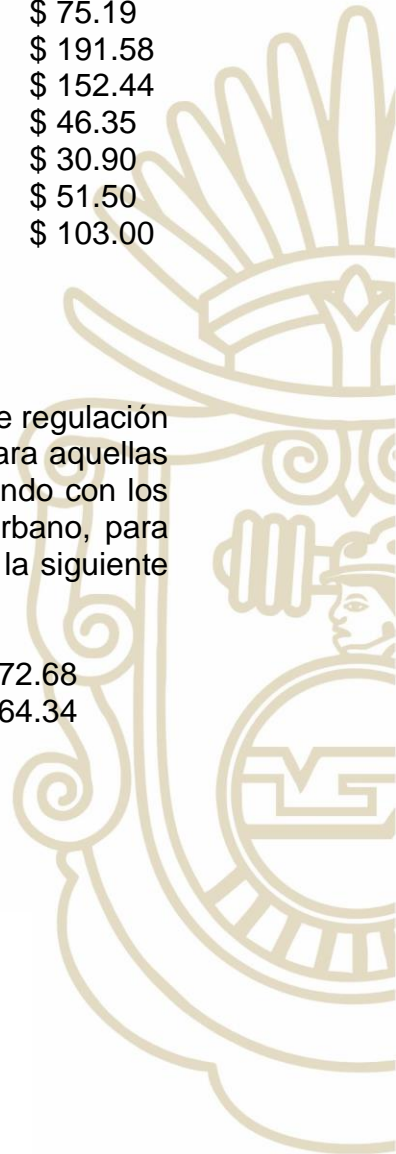 $ 75.19
$ 191.58
$ 152.44
$ 46.35
$ 30.90
$ 51.50
$ 103.00
e regulación
ara aquellas
ndo con los
rbano, para
la siguiente
72.68
64.34